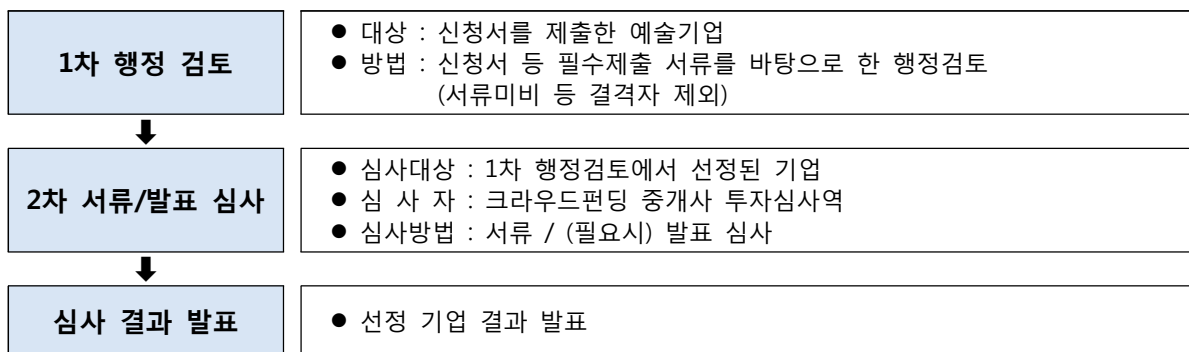 1차 행정 검토
● 대상 : 신청서를 제출한 예술기업
● 방법 : 신청서 등 필수제출 서류를 바탕으로 한 행정검토
(서류미비 등 결격자 제외)
2차 서류/발표 심사
● 심사대상 : 1차 행정검토에서 선정된 기업
● 심 사 자 : 크라우드펀딩 중개사 투자심사역
● 심사방법 : 서류 / (필요시) 발표 심사
심사 결과 발표
● 선정 기업 결과 발표